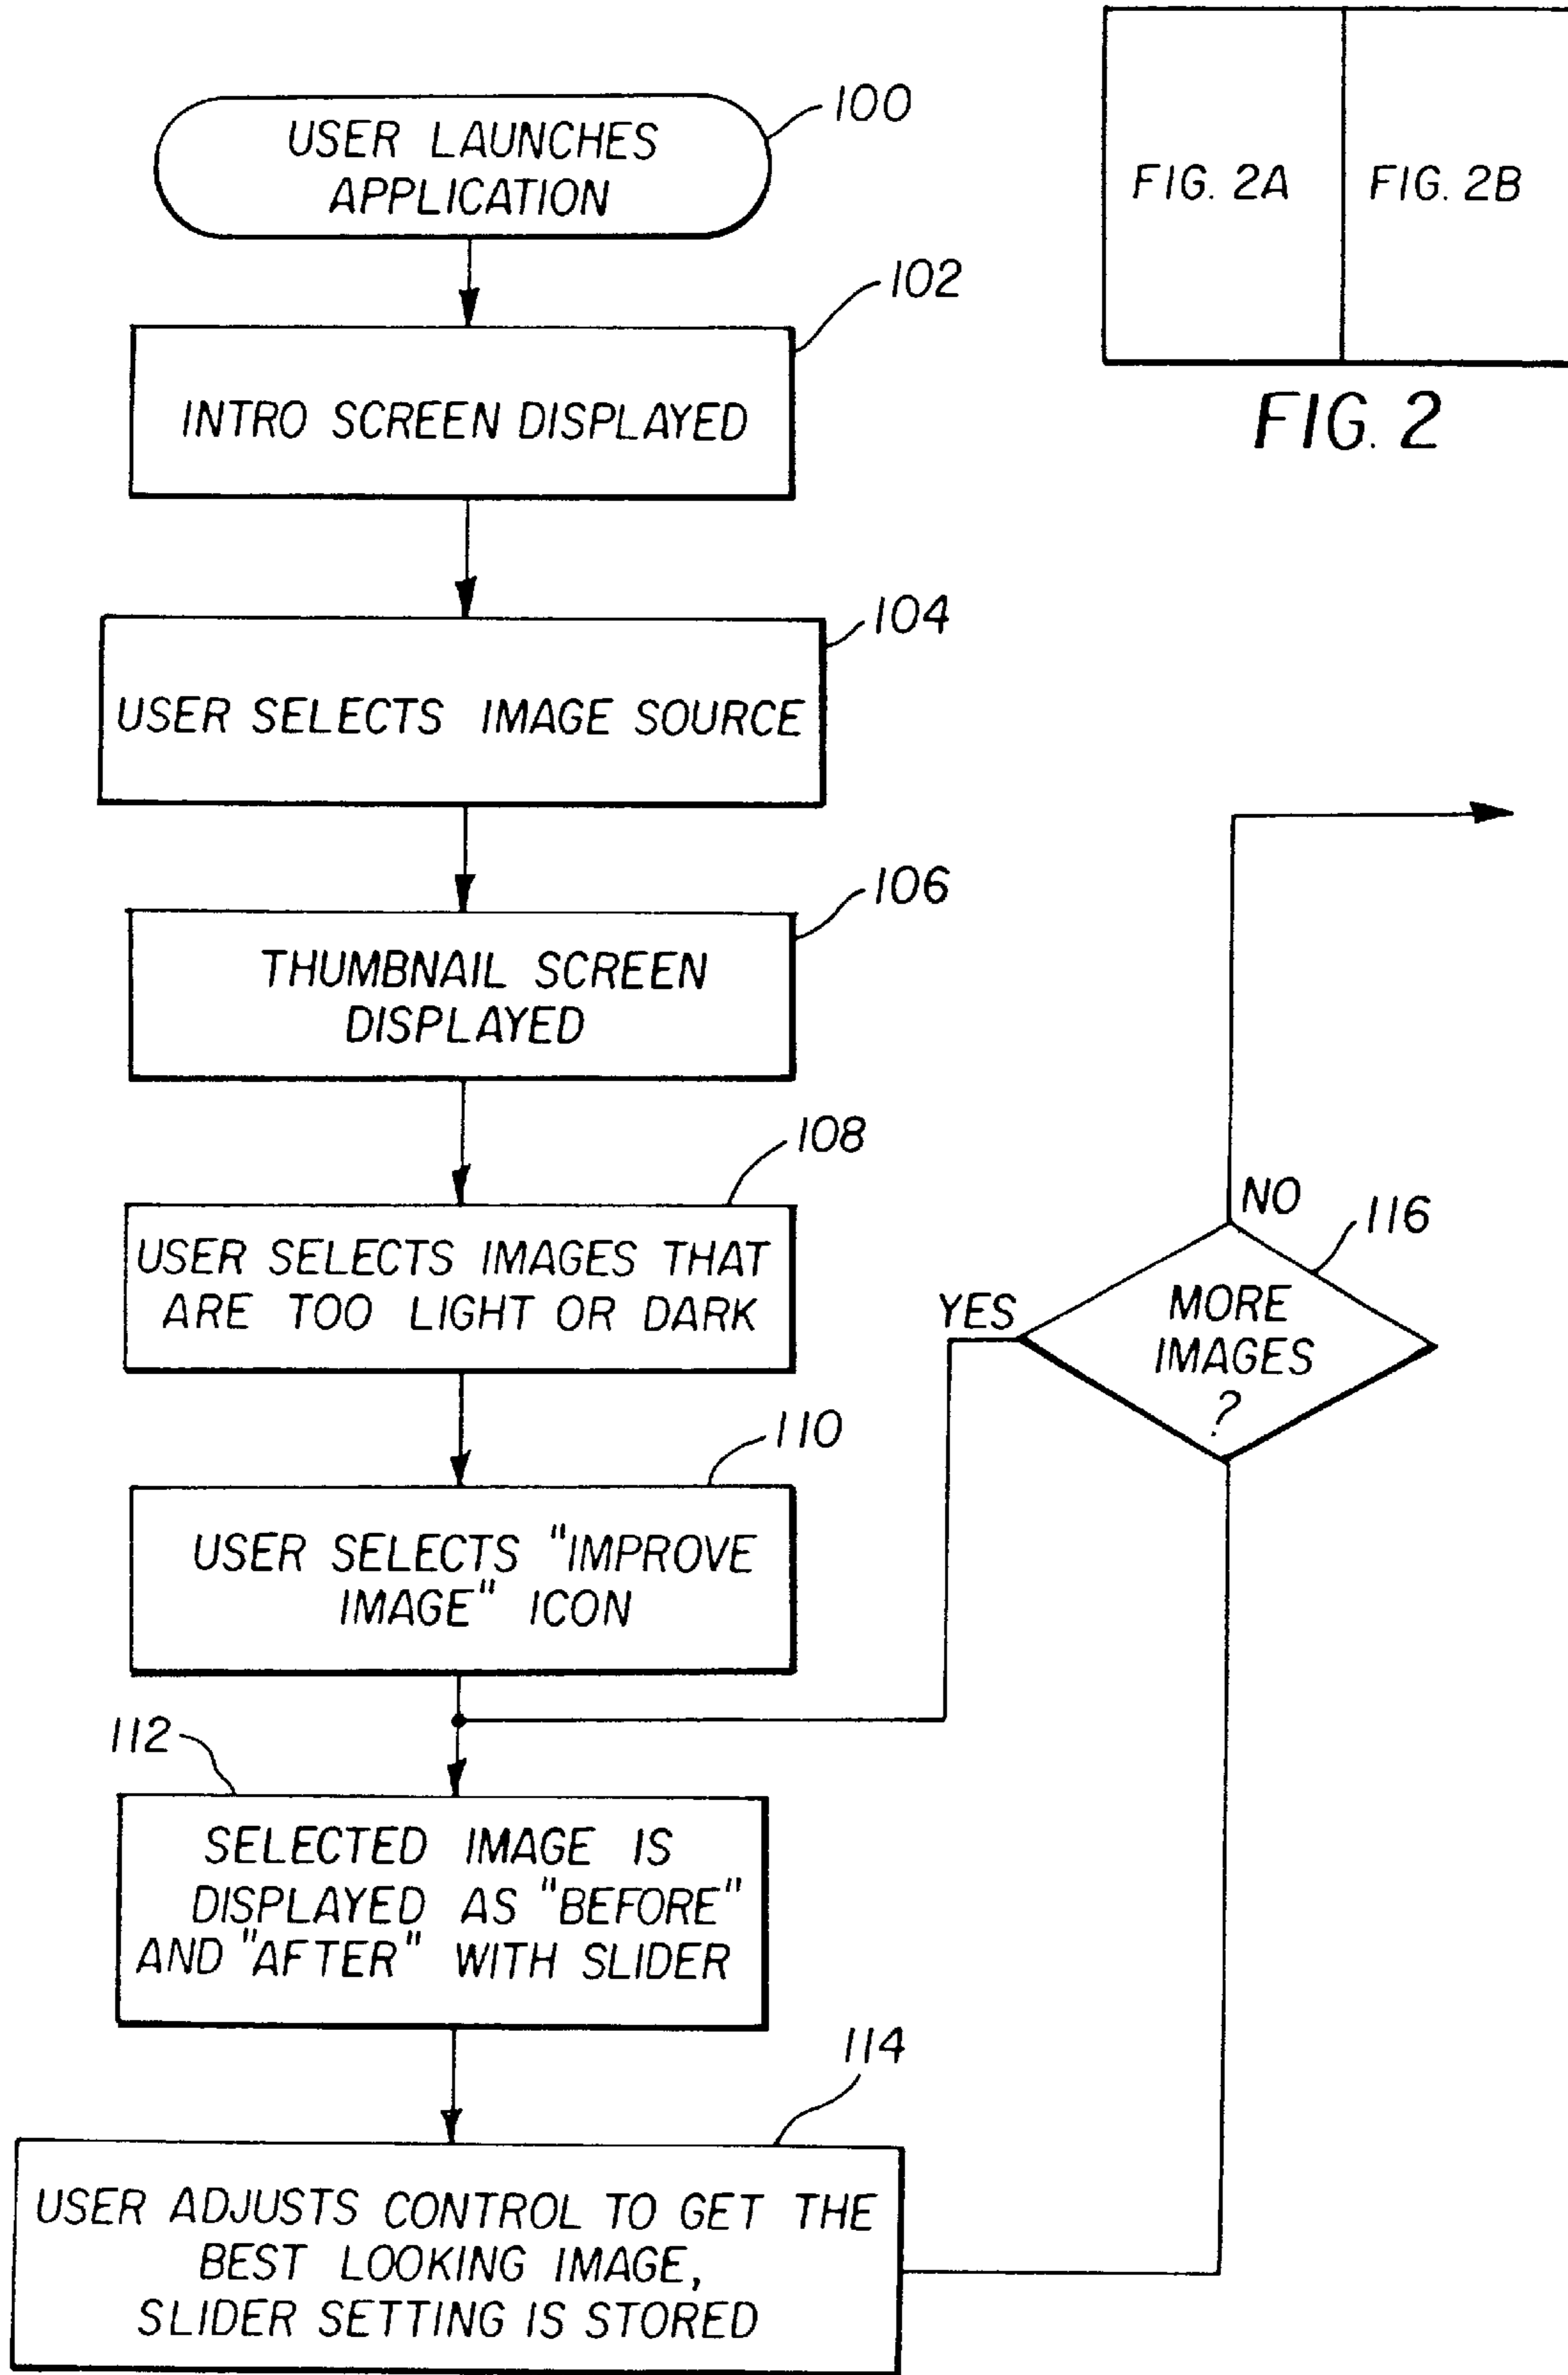 USER LAUNCHES
APPLICATION
100
FIG. 2A
FIG. 2B
FIG. 2
102
INTRO SCREEN DISPLAYED
104
USER SELECTS IMAGE SOURCE
106
THUMBNAIL SCREEN
DISPLAYED
108
USER SELECTS IMAGES THAT
ARE TOO LIGHT OR DARK
110
USER SELECTS "IMPROVE
IMAGE" ICON
112
SELECTED IMAGE IS
DISPLAYED AS "BEFORE"
AND "AFTER" WITH SLIDER
114
USER ADJUSTS CONTROL TO GET THE
BEST LOOKING IMAGE,
SLIDER SETTING IS STORED
116
MORE
IMAGES
?
YES
NO